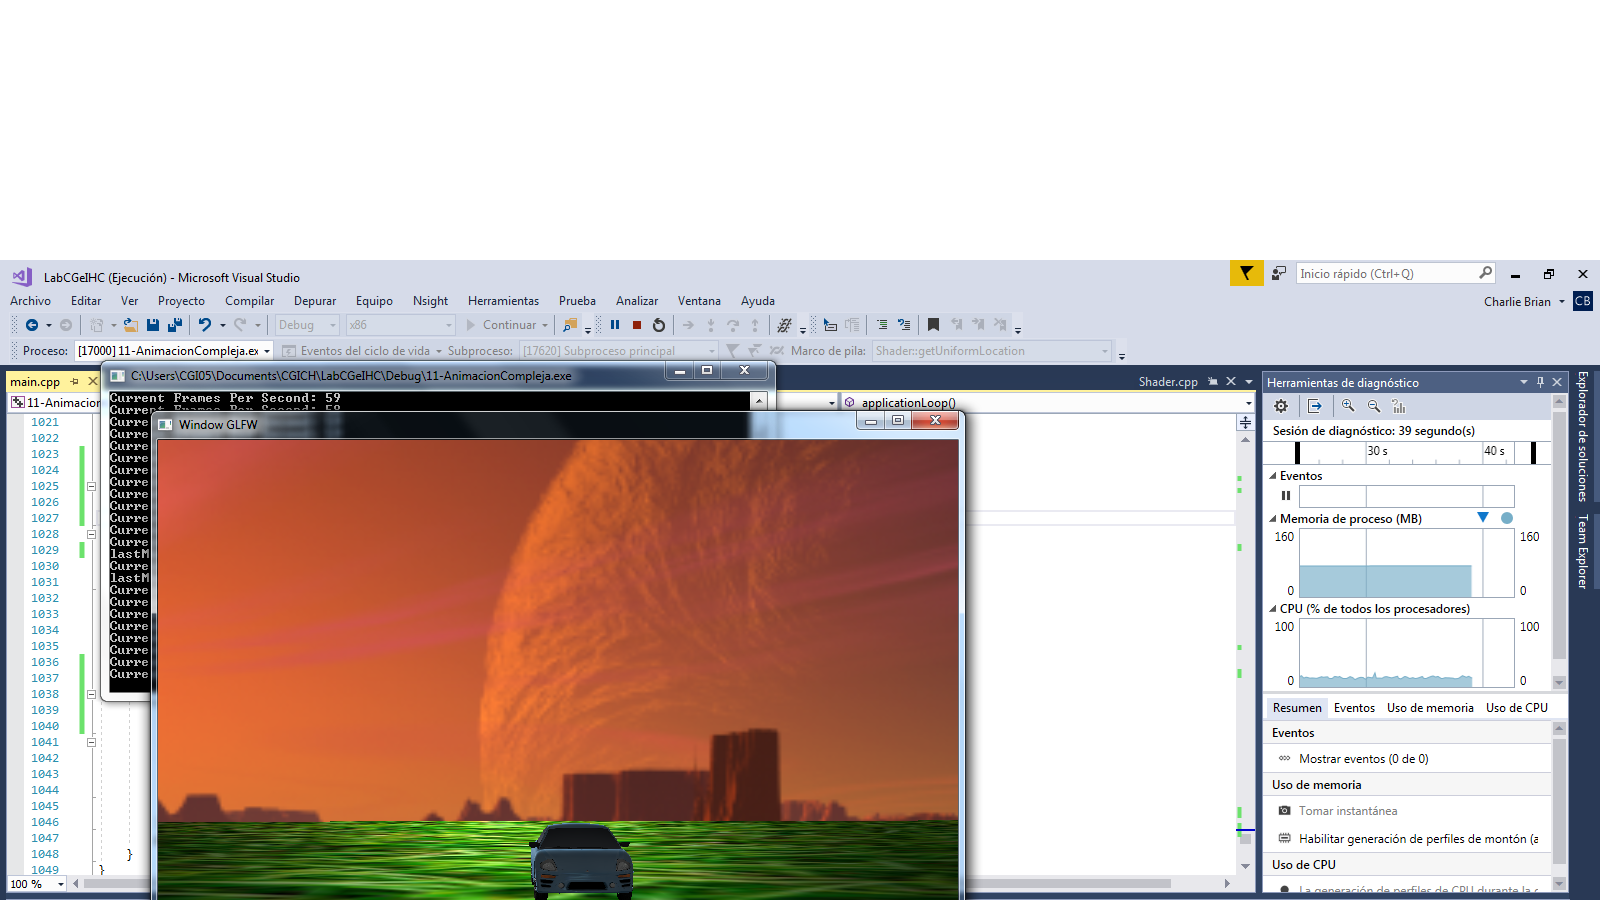 LabCGeIHC (Ejecución) - Microsoft Visual Studio
Inicio rápido (Ctrl+Q)
Archivo Editar Ver Proyecto Compilar Depurar Equipo Nsight Herramientas Prueba Analizar Ventana Ayuda
Charlie Brian CB
Debug x86 Continuar
Proceso: [17000] 11-AnimacionCompleja.ex Eventos del ciclo de vida Subproceso: [17620] Subproceso principal Marco de pila: Shader::getUniformLocation
main.cpp
C:\Users\CGI05\Documents\CGICH\LabCGeIHC\Debug\11-AnimacionCompleja.exe
Shader.cpp
Herramientas de diagnóstico
11-Animacion
applicationLoop()
Current Frames Per Second: 59
Current Frames Per Second: 58
Window GLFW
Curre
Curre
Curre
Curre
Curre
Curre
Curre
Curre
Curre
Curre
Curre
lastM
Curre
lastM
Curre
Curre
Curre
Curre
Curre
Curre
Curre
Curre
1021
1022
1023
1024
1025
1026
1027
1028
1029
1030
1031
1032
1033
1034
1035
1036
1037
1038
1039
1040
1041
1042
1043
1044
1045
1046
1047
1048 }
1049 }
100 %
Sesión de diagnóstico: 39 segundo(s)
30 s 40 s
Eventos
Memoria de proceso (MB)
160 160
0 0
CPU (% de todos los procesadores)
100 100
0 0
Resumen Eventos Uso de memoria Uso de CPU
Eventos
Mostrar eventos (0 de 0)
Uso de memoria
Tomar instantánea
Habilitar generación de perfiles de montón (a
Uso de CPU
La generación de perfiles de CPU durante la d
Explorador de soluciones
Team Explorer